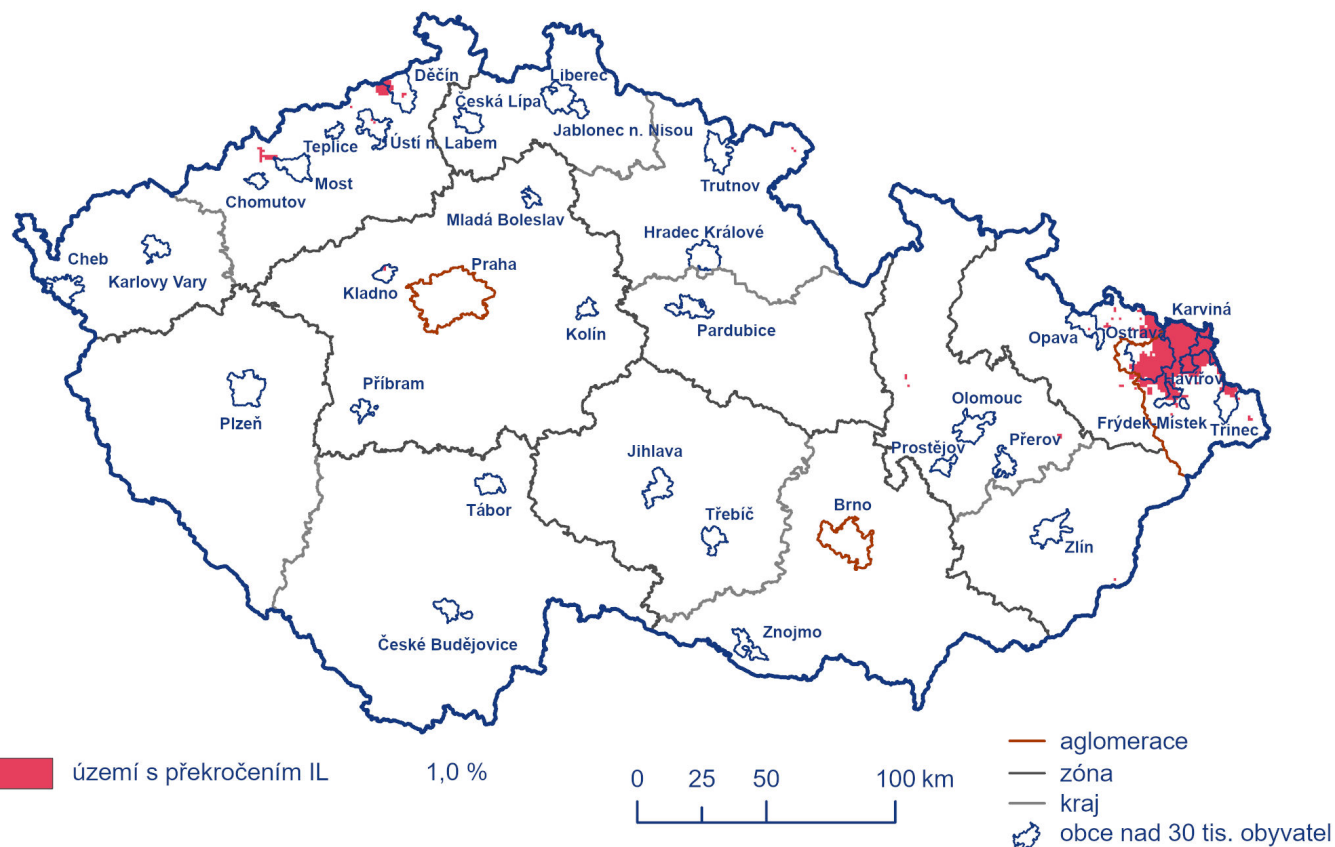 Děčín
Liberec
Česká Lípa
Jablonec n. Nisou
Teplice
Ústí n. Labem
Most
Chomutov
Trutnov
Mladá Boleslav
Hradec Králové
Cheb
Karlovy Vary
Praha
Kladno
Kolín
Pardubice
Karviná
Opava
Ostrava
Havířov
Příbram
Plzeň
Olomouc
Frýdek-Místek
Třinec
Prostějov
Přerov
Jihlava
Tábor
Třebíč
Brno
Zlín
České Budějovice
Znojmo
území s překročením IL 1,0 %
0 25 50 100 km
aglomerace
zóna
kraj
obce nad 30 tis. obyvatel